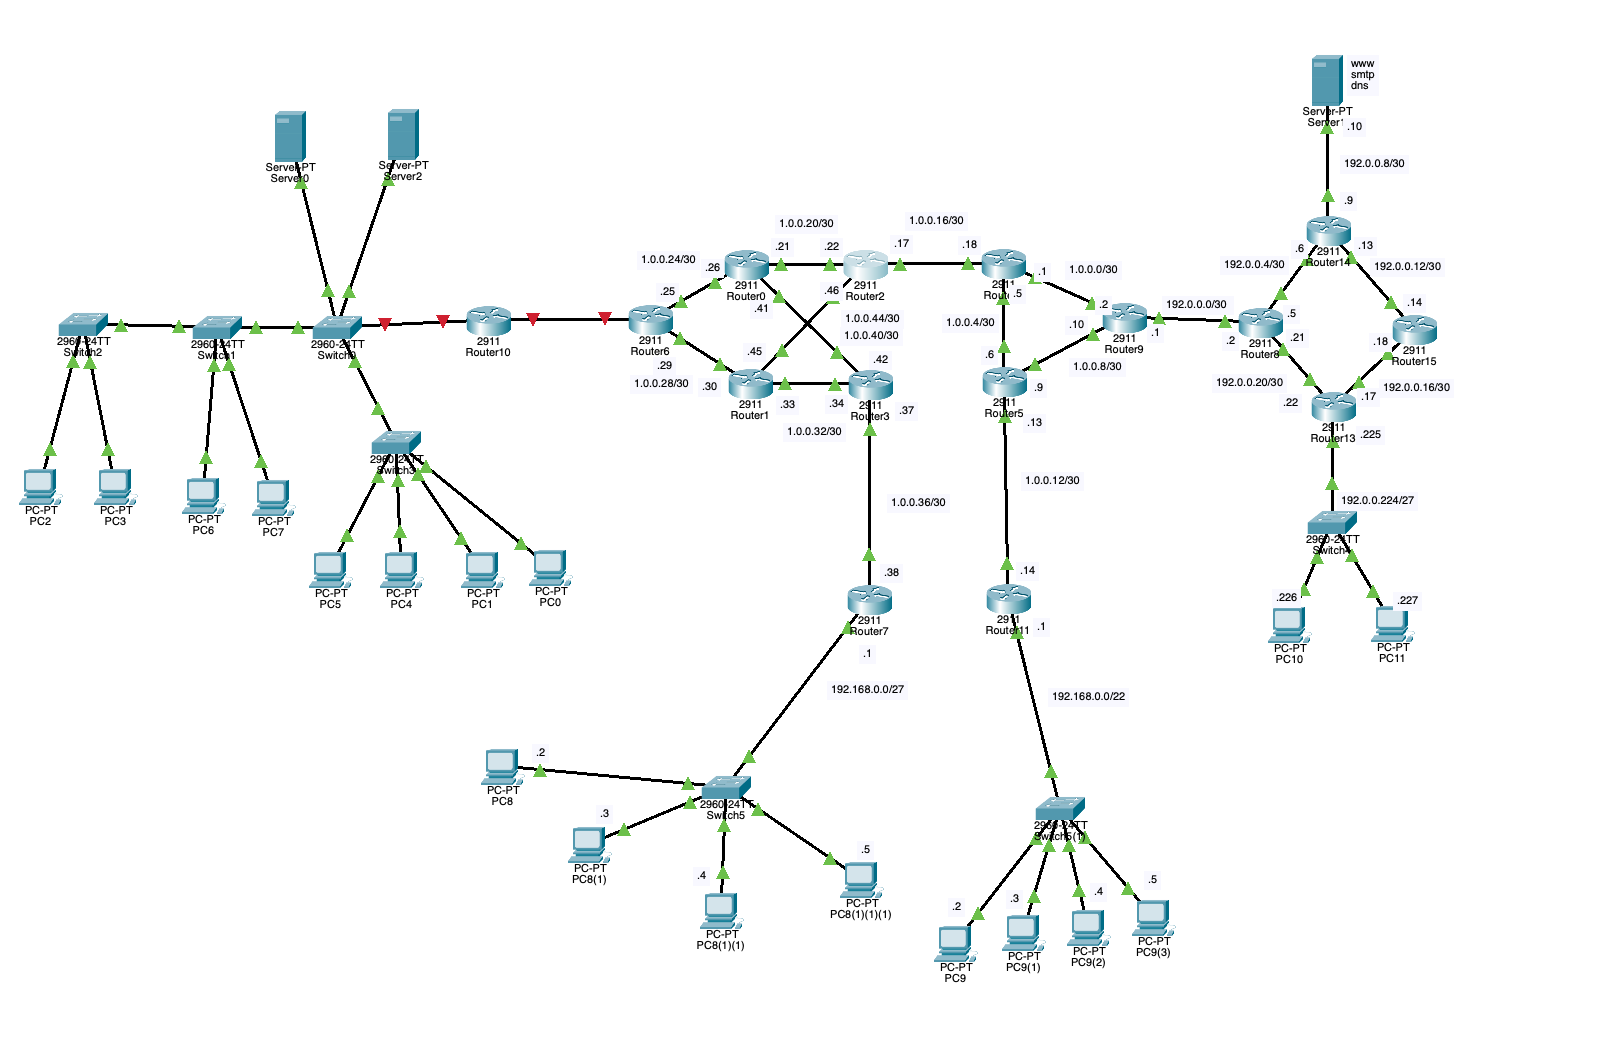 www
smtp
dns
Server-PT
Server1
.10
192.0.0.8/30
.9
Server-PT
Server0
Server-PT
Server2
1.0.0.20/30
1.0.0.16/30
.21
.22
.17
.18
1.0.0.24/30
.26
2911
Router0
2911
Router2
2911
.1
.5
1.0.0.0/30
.6
.13
2911
Router14
192.0.0.4/30
192.0.0.12/30
.25
.41
.46
1.0.0.44/30
1.0.0.40/30
1.0.0.4/30
.2
.10
192.0.0.0/30
.1
.5
.14
2960-24TT
Switch2
2960-24TT
Switch1
2960-24TT
Switch0
2911
Router10
2911
Router6
.29
1.0.0.28/30
.30
.45
.42
.6
2911
Router9
1.0.0.8/30
.2
.21
2911
Router8
.18
2911
Router15
192.0.0.20/30
192.0.0.16/30
.22
.17
2911
Router1
.33
.34
2911
Router3
.37
1.0.0.32/30
2911
Router5
.9
.13
2911
Router13
.225
2960-24TT
Switch3
1.0.0.36/30
1.0.0.12/30
192.0.0.224/27
2960-24TT
Switch4
PC-PT
PC2
PC-PT
PC3
PC-PT
PC6
PC-PT
PC7
PC-PT
PC5
PC-PT
PC4
PC-PT
PC1
PC-PT
PC0
.38
2911
Router7
.1
192.168.0.0/27
.14
2911
Router11
.1
192.168.0.0/22
.226
.227
PC-PT
PC10
PC-PT
PC11
.2
PC-PT
PC8
.3
PC-PT
PC8(1)
2960-24TT
Switch5
.4
PC-PT
PC8(1)(1)
.5
PC-PT
PC8(1)(1)(1)
2960-24TT
Switch5(1)
.2
PC-PT
PC9
.3
PC-PT
PC9(1)
.4
PC-PT
PC9(2)
.5
PC-PT
PC9(3)